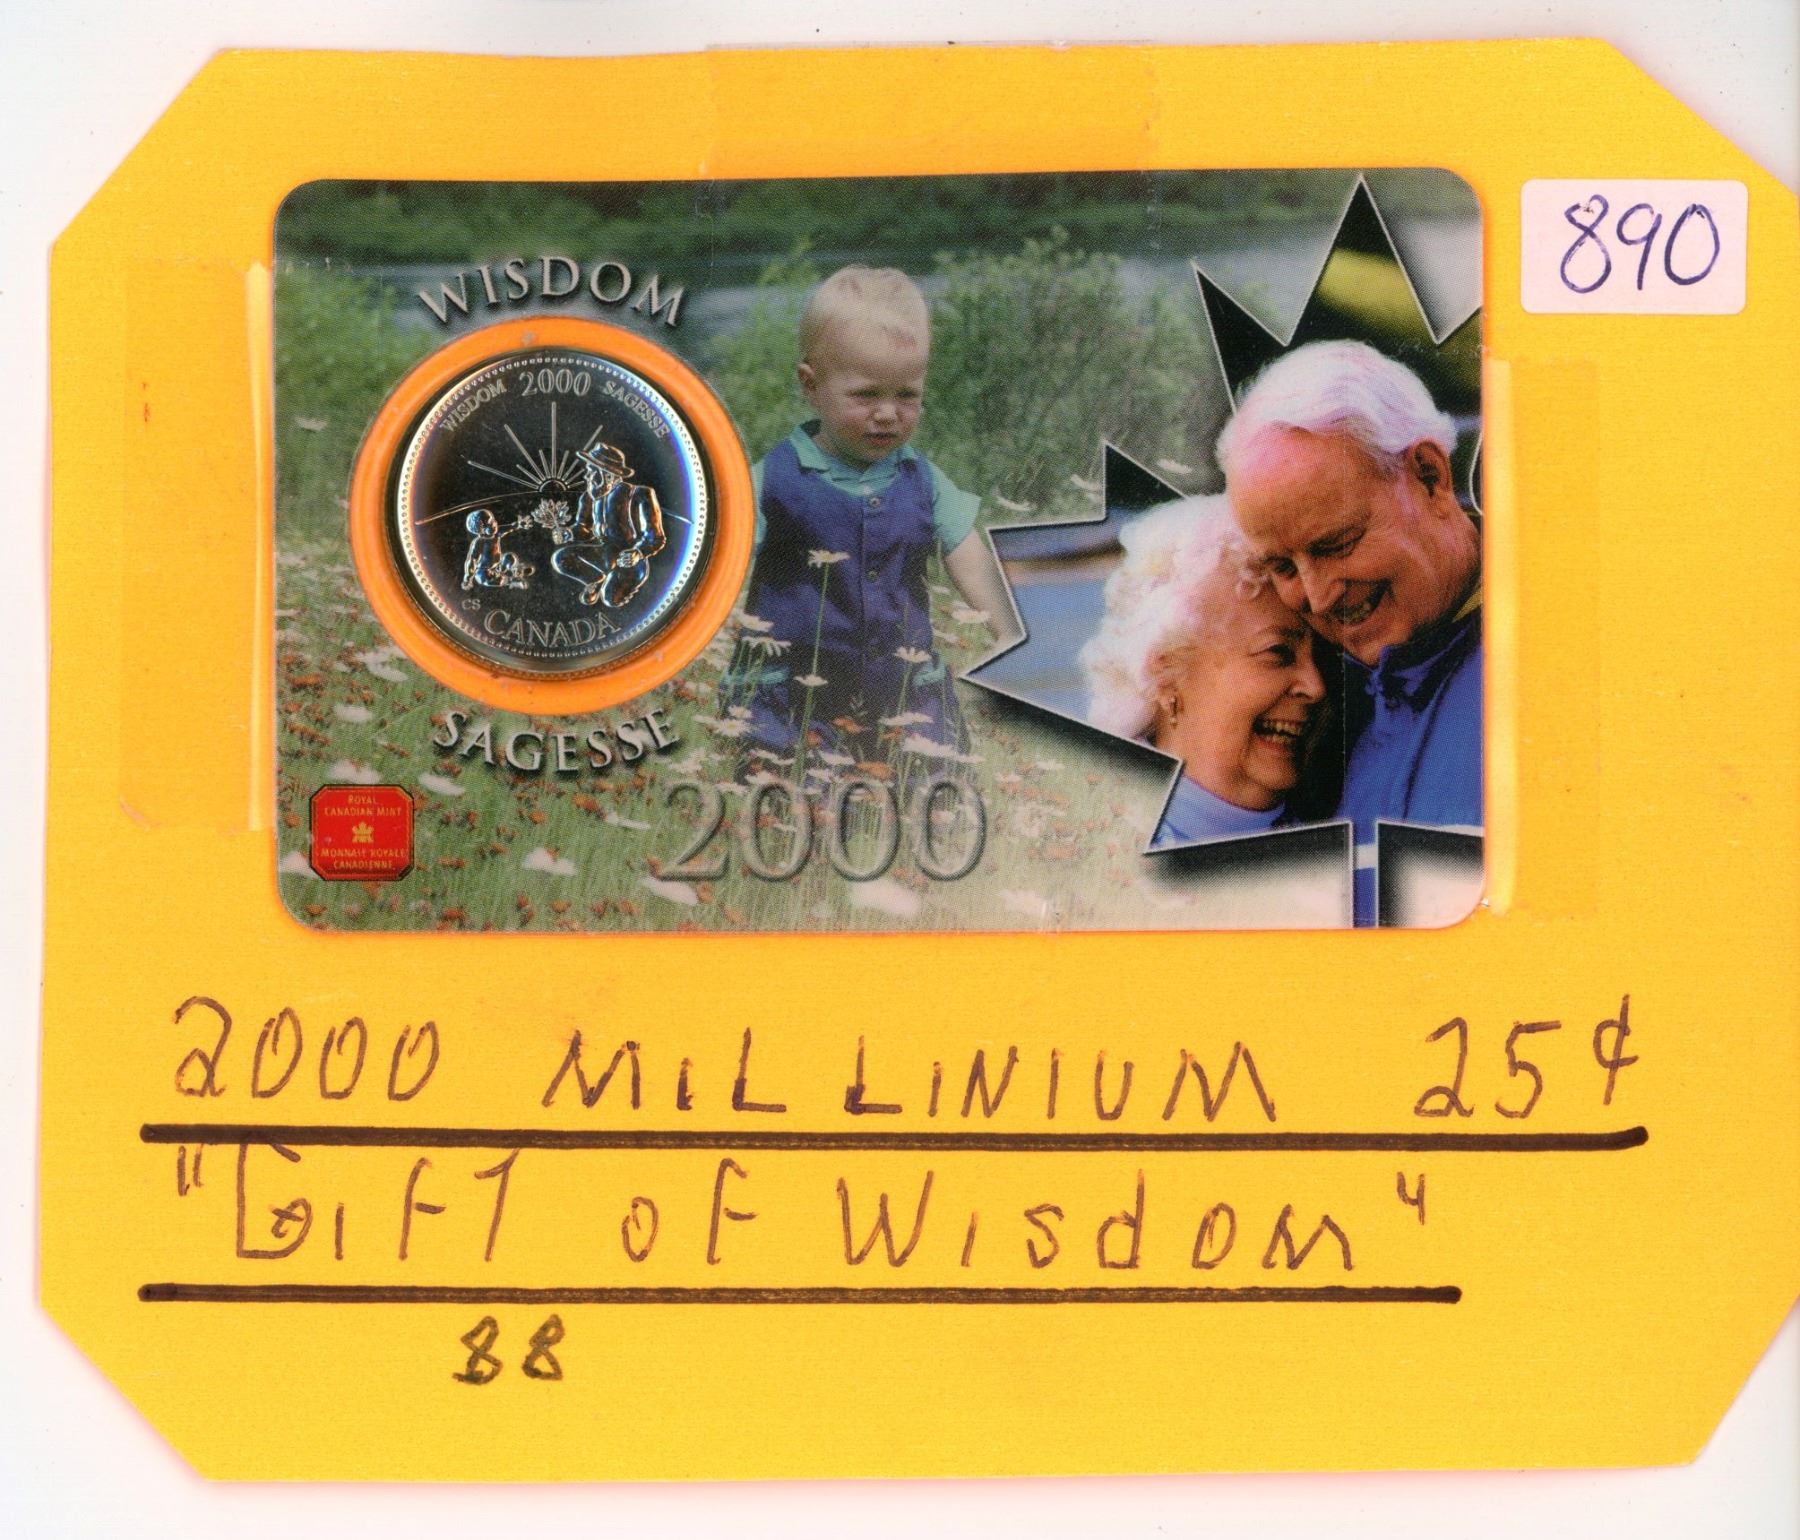 890
WISDOM
WISDOM 2000 SAGESSE
CS
CANADA
SAGESSE
2000
ROYAL
CANADIAN MINT
MONNAIE ROYALE
CANADIENNE
2000 MILLINIUM 25¢
"GIFT OF WISDOM"
88